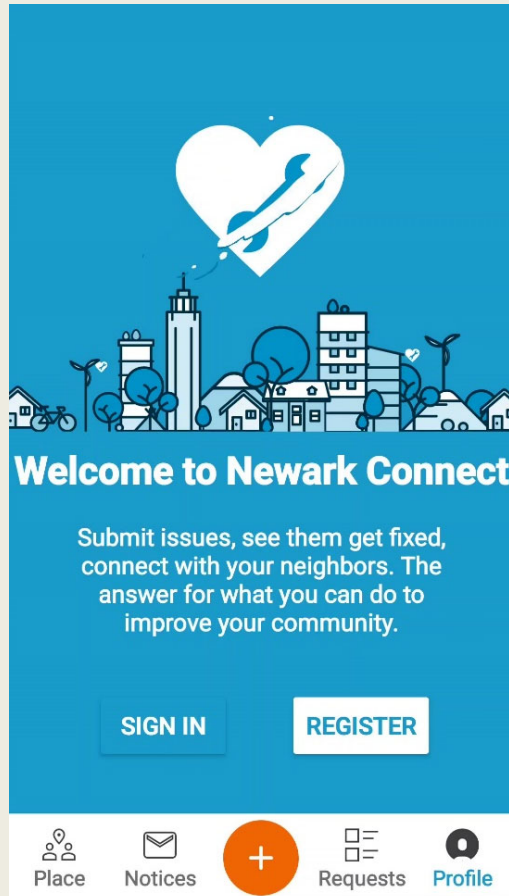 Welcome to Newark Connect
Submit issues, see them get fixed,
connect with your neighbors. The
answer for what you can do to
improve your community.
SIGN IN
REGISTER
Place
Notices
Requests
Profile